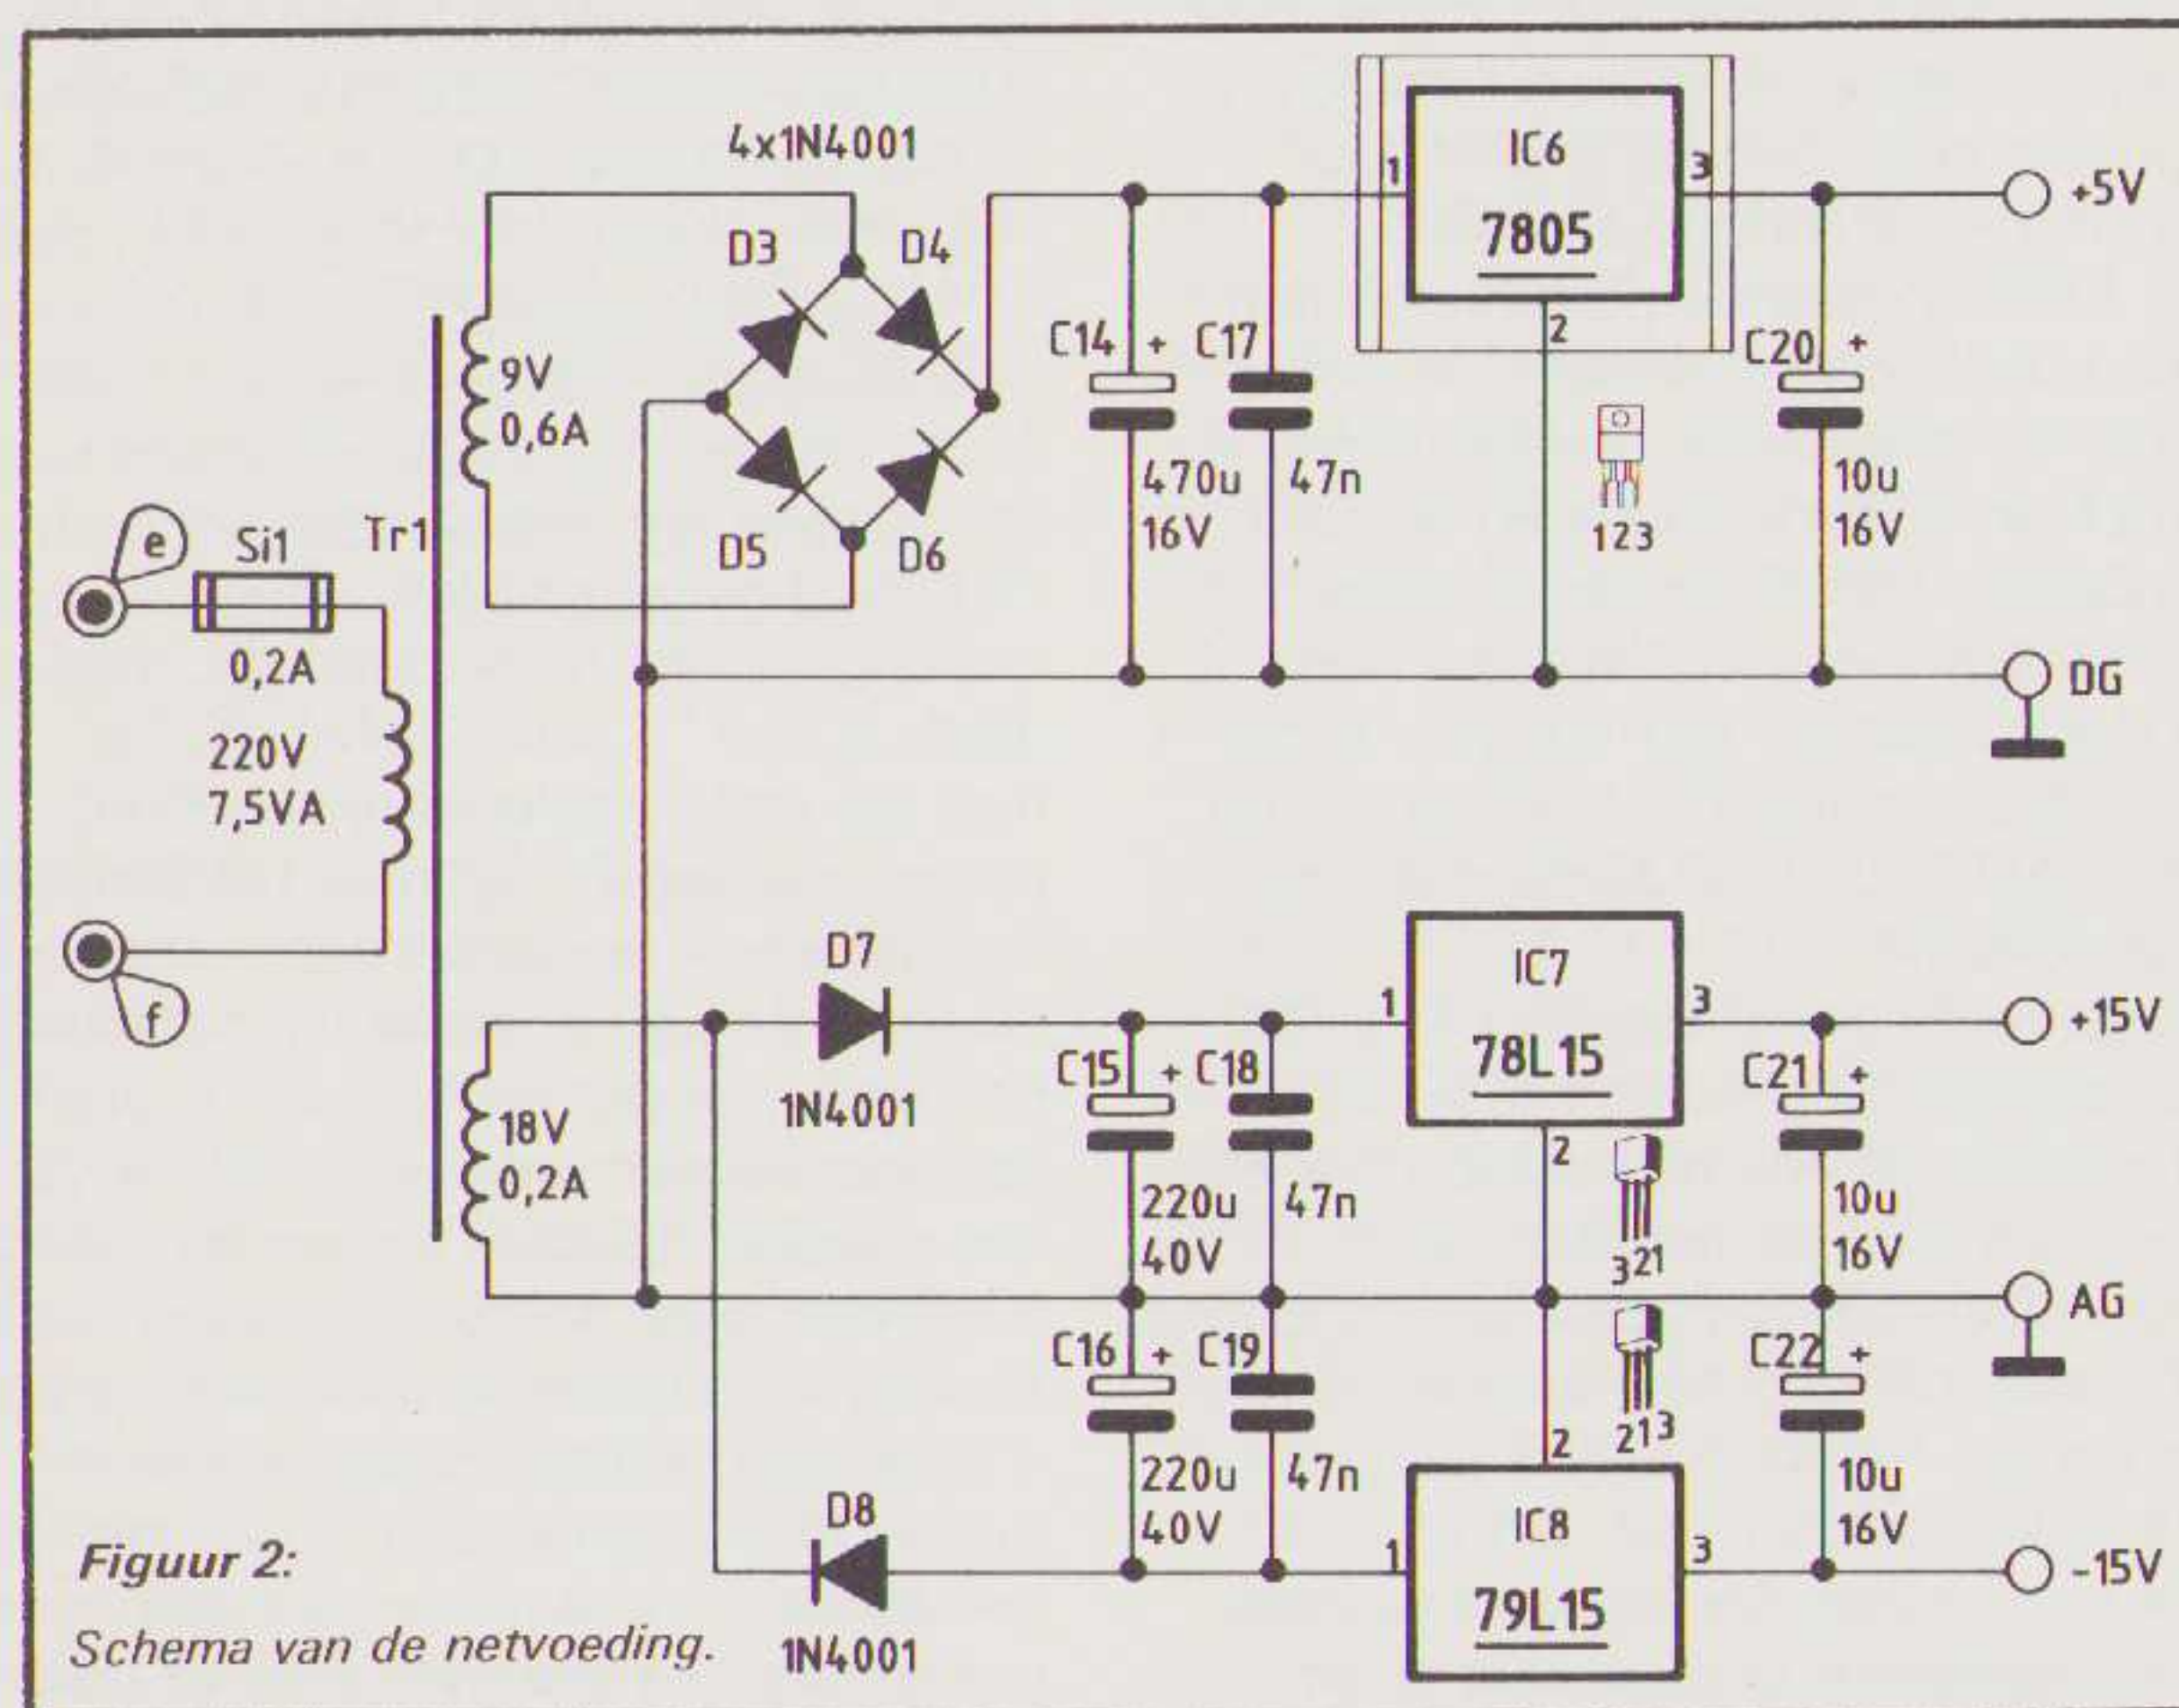 4x1N4001
D3
D4
D5
D6
9V
0,6A
e
Si1
0,2A
Tr1
220V
7,5VA
f
C14 +
470u
16V
C17
47n
1
IC6
7805
3
2
123
C20 +
10u
16V
+5V
DG
18V
0,2A
D7
1N4001
C15 +
220u
40V
C18
47n
1
IC7
78L15
3
2
321
C21 +
10u
16V
+15V
AG
C16 +
220u
40V
C19
47n
213
2
1
IC8
79L15
3
C22 +
10u
16V
-15V
D8
1N4001
Figuur 2:
Schema van de netvoeding.